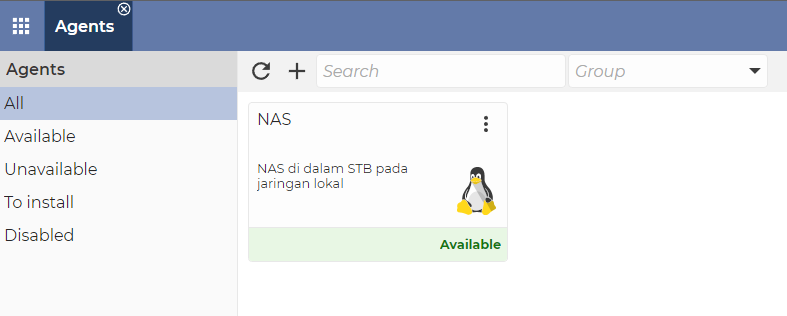 Agents
Agents
Search
Group
All
Available
Unavailable
To install
Disabled
NAS
NAS di dalam STB pada
jaringan lokal
Available